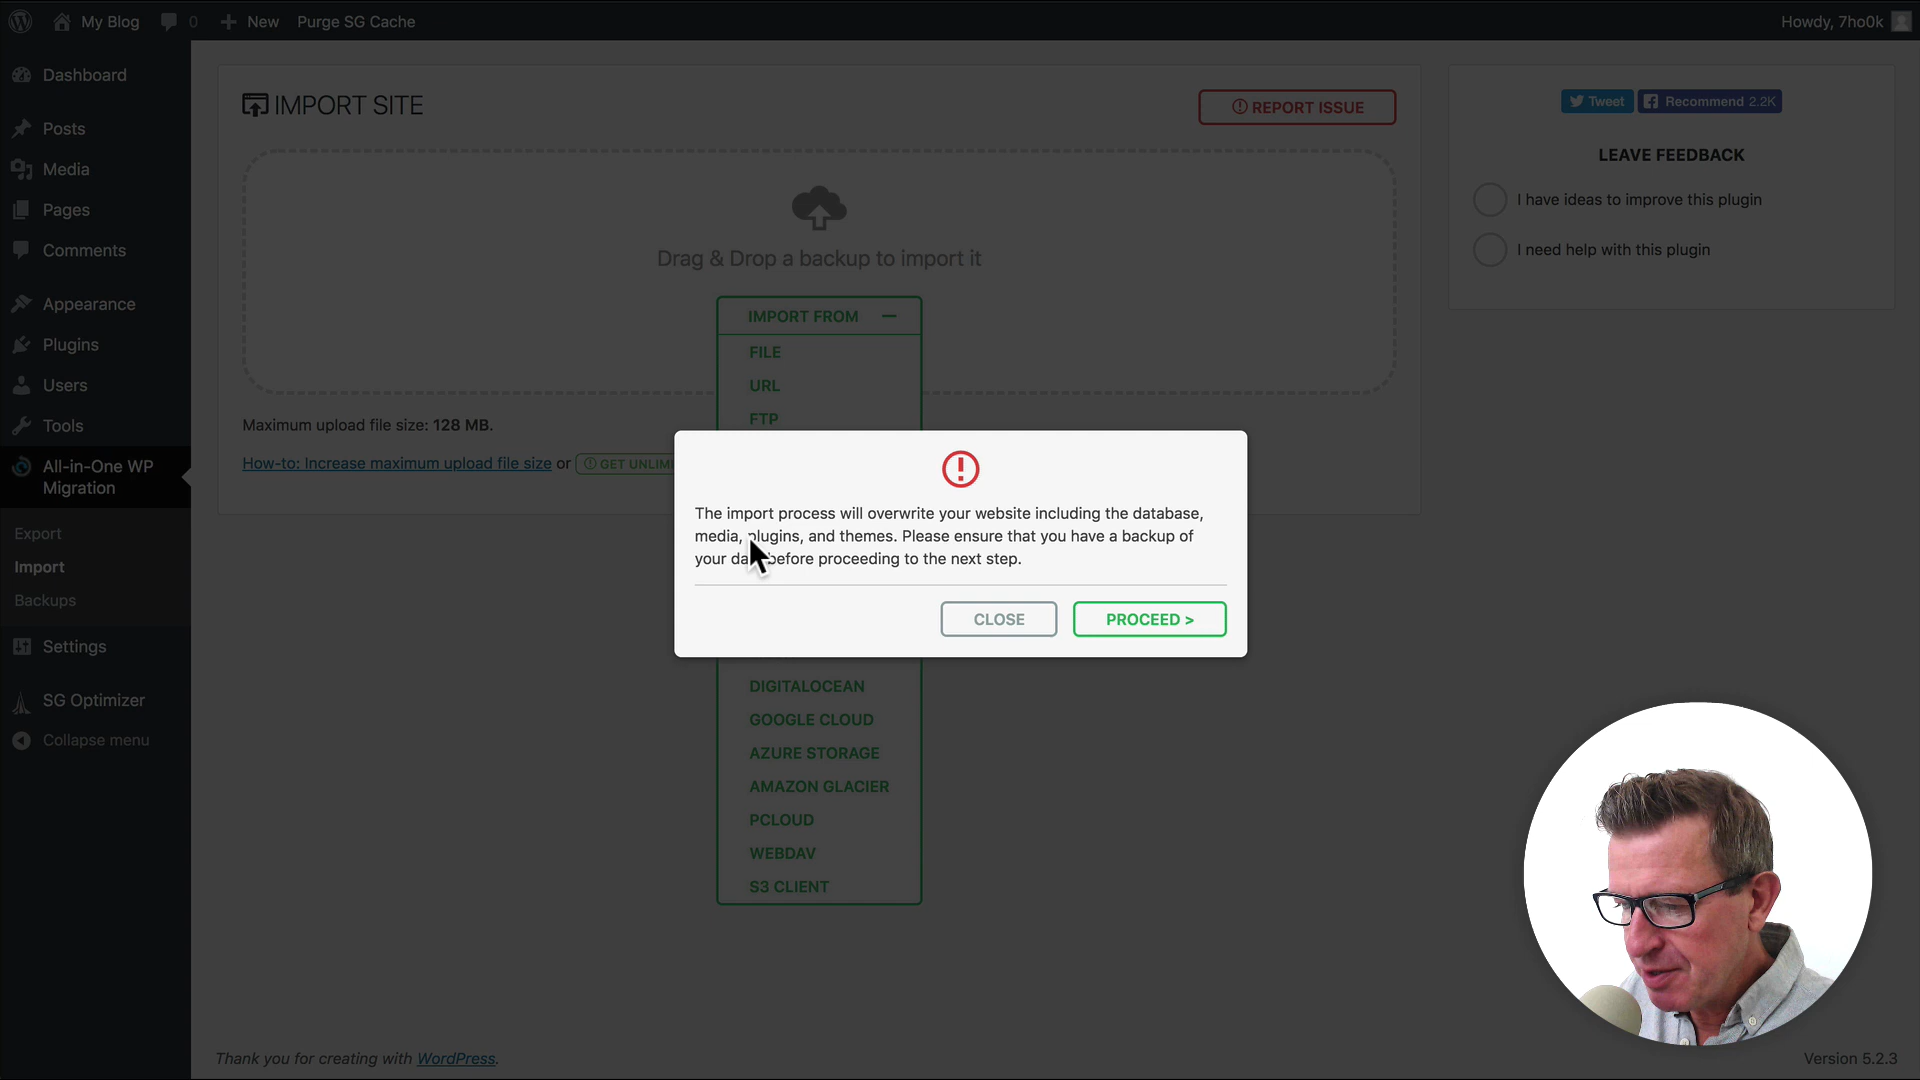 My Blog
0
New
Purge SG Cache
Howdy, 7ho0k
Dashboard
Posts
Media
Pages
Comments
Appearance
Plugins
Users
Tools
All-in-One WP
Migration
Export
Import
Backups
Settings
SG Optimizer
Collapse menu
IMPORT SITE
REPORT ISSUE
Drag & Drop a backup to import it
IMPORT FROM
FILE
URL
FTP
Maximum upload file size: 128 MB.
How-to: Increase maximum upload file size or
GET
The import process will overwrite your website including the database,
media, plugins, and themes. Please ensure that you have a backup of
your before proceeding to the next step.
CLOSE
PROCEED >
DIGITALOCEAN
GOOGLE CLOUD
AZURE STORAGE
AMAZON GLACIER
PCLOUD
WEBDAV
S3 CLIENT
Tweet
Recommend 2.2K
LEAVE FEEDBACK
I have ideas to improve this plugin
I need help with this plugin
Thank you for creating with WordPress.
Version 5.2.3